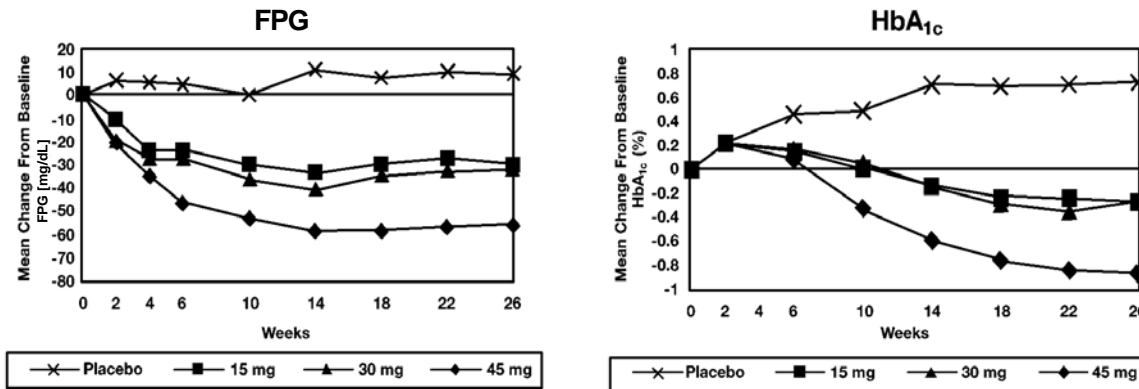 FPG
Mean Change From Baseline
FPG [mg/dL]
20
10
0
-10
-20
-30
-40
-50
-60
-70
-80
0 2 4 6 10 14 18 22 26
Weeks
Placebo 15 mg 30 mg 45 mg
HbA1c
Mean Change From Baseline
HbA1c (%)
1
0.8
0.6
0.4
0.2
0
-0.2
-0.4
-0.6
-0.8
-1
0 2 6 10 14 18 22
Weeks
Placebo 15 mg 30 mg 45 mg